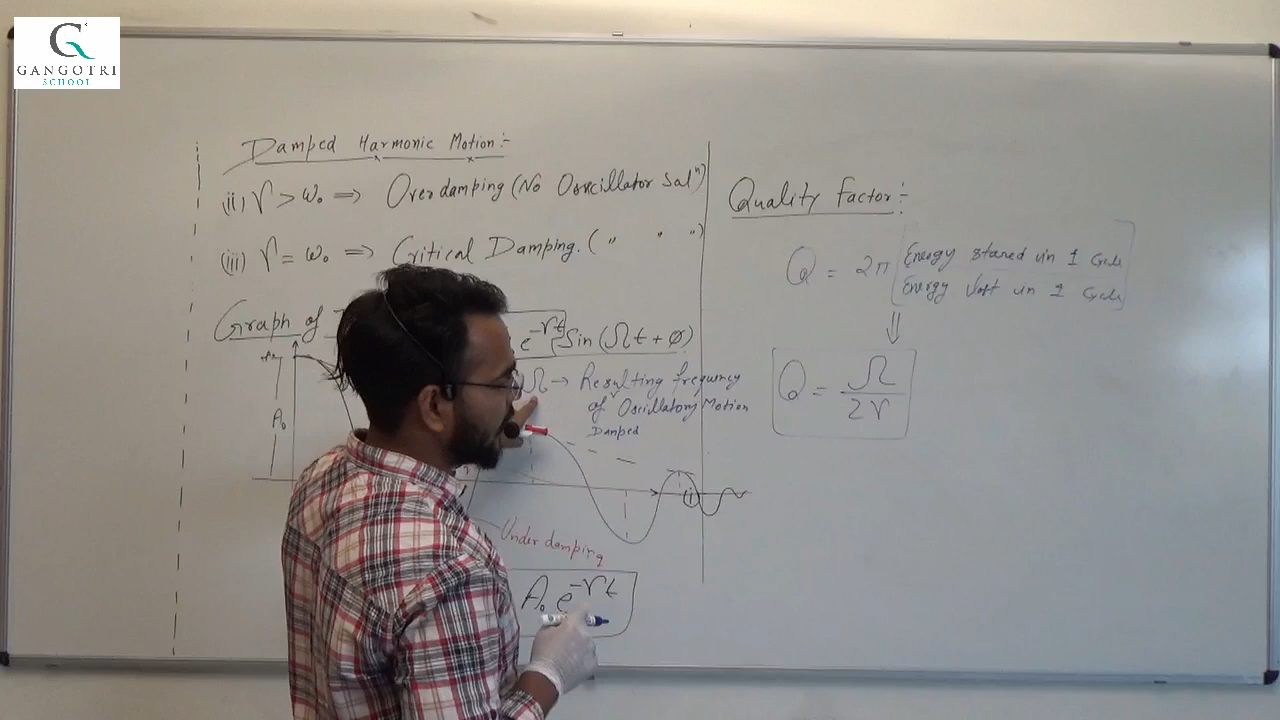 GANGOTRI
SCHOOL
Damped Harmonic Motion:-
(ii) γ > ω₀ ⟹ Overdamping (No Osscillator Solⁿ)
(iii) γ = ω₀ ⟹ Critical Damping. ( " " ")
Graph of
e^-γt Sin (Ωt + φ)
A₀
Ω → Resulting frequency
of Oscillatory Motion
Damped
Under damping
A₀ e^-γt
Quality Factor:-
Q = 2π [Energy stored in 1 Cycle
Energy lost in 1 Cycle]
⇓
Q = Ω / 2γ